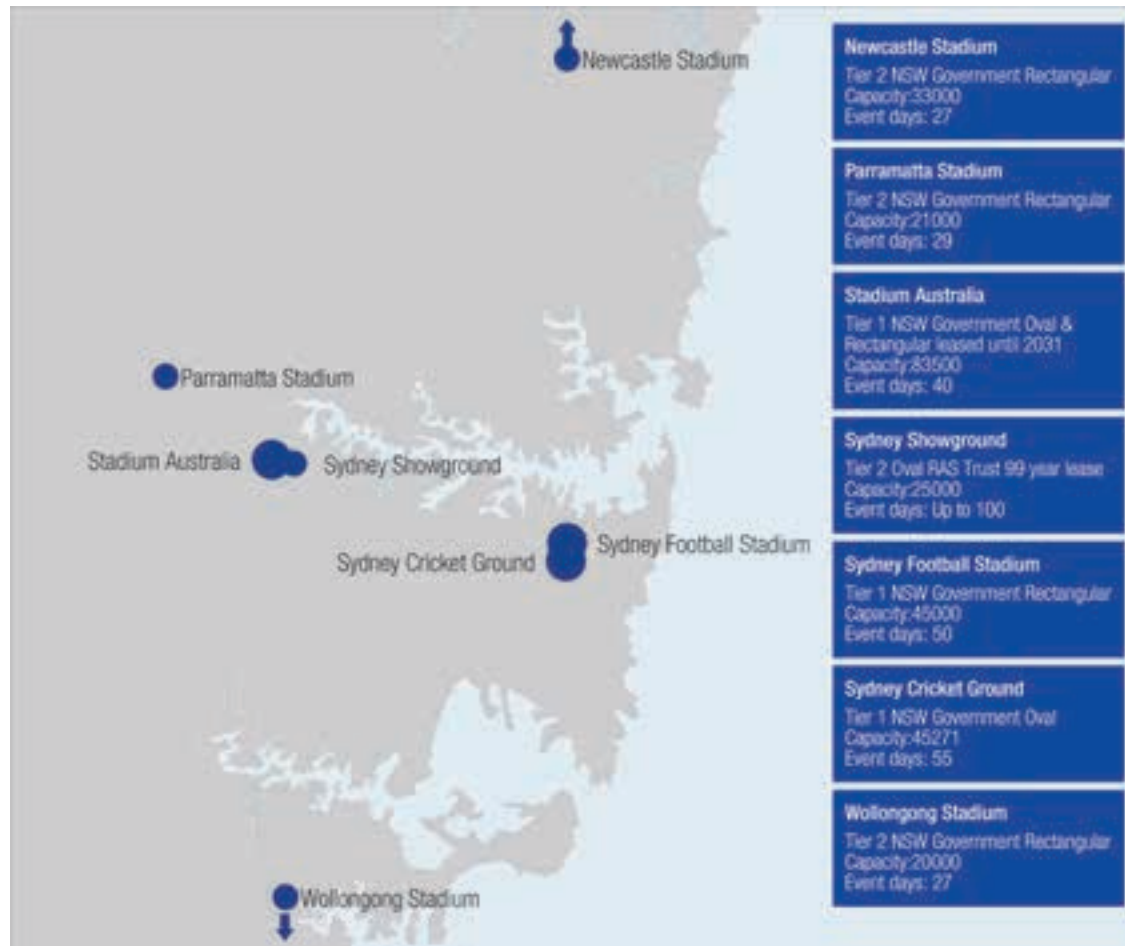 Newcastle Stadium
Parramatta Stadium
Stadium Australia
Sydney Showground
Sydney Football Stadium
Sydney Cricket Ground
Wollongong Stadium
Newcastle Stadium
Tier 2 NSW Government Rectangular
Capacity:33000
Event days: 27
Parramatta Stadium
Tier 2 NSW Government Rectangular
Capacity:21000
Event days: 29
Stadium Australia
Tier 1 NSW Government Oval &
Rectangular leased until 2031
Capacity:83500
Event days: 40
Sydney Showground
Tier 2 Oval RAS Trust 99 year lease
Capacity:25000
Event days: Up to 100
Sydney Football Stadium
Tier 1 NSW Government Rectangular
Capacity:45000
Event days: 50
Sydney Cricket Ground
Tier 1 NSW Government Oval
Capacity:45271
Event days: 55
Wollongong Stadium
Tier 2 NSW Government Rectangular
Capacity:20000
Event days: 27